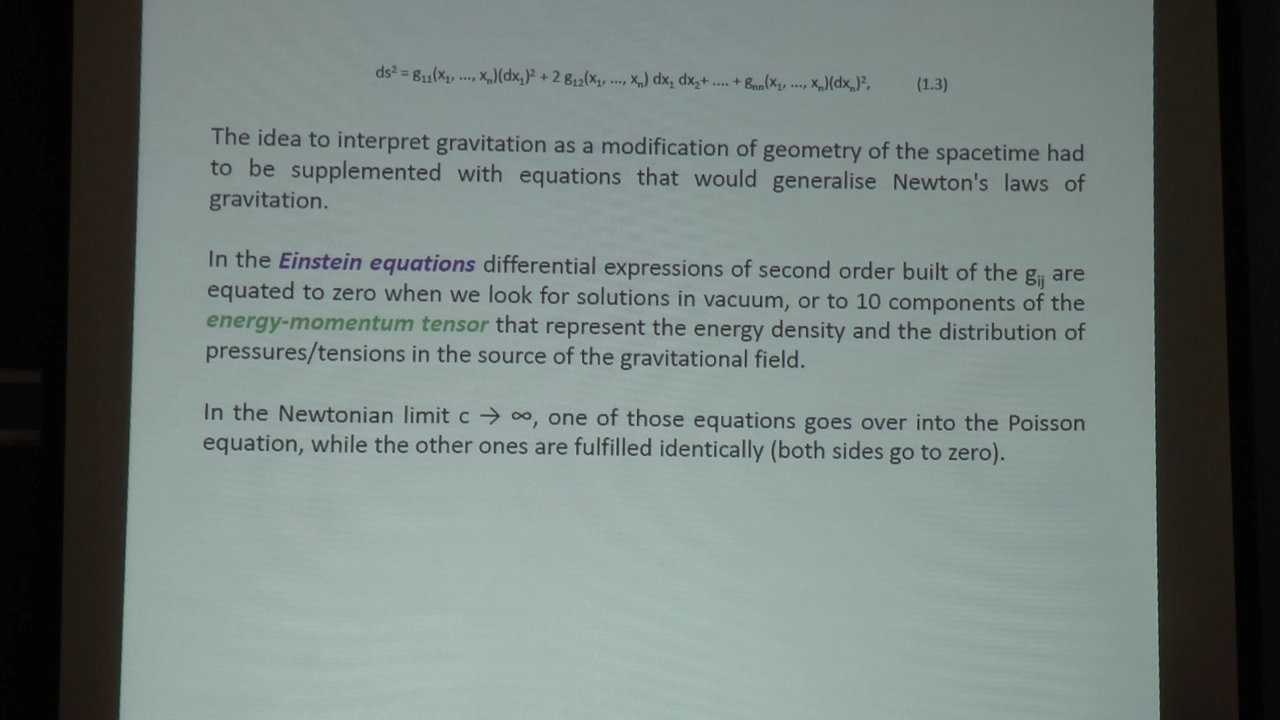 ds² = g₁₁(x₁, ..., xₙ)(dx₁)² + 2 g₁₂(x₁, ..., xₙ) dx₁ dx₂+ .... + gₙₙ(x₁, ..., xₙ)(dxₙ)², (1.3)
The idea to interpret gravitation as a modification of geometry of the spacetime had
to be supplemented with equations that would generalise Newton's laws of
gravitation.
In the Einstein equations differential expressions of second order built of the gᵢⱼ are
equated to zero when we look for solutions in vacuum, or to 10 components of the
energy-momentum tensor that represent the energy density and the distribution of
pressures/tensions in the source of the gravitational field.
In the Newtonian limit c → ∞, one of those equations goes over into the Poisson
equation, while the other ones are fulfilled identically (both sides go to zero).